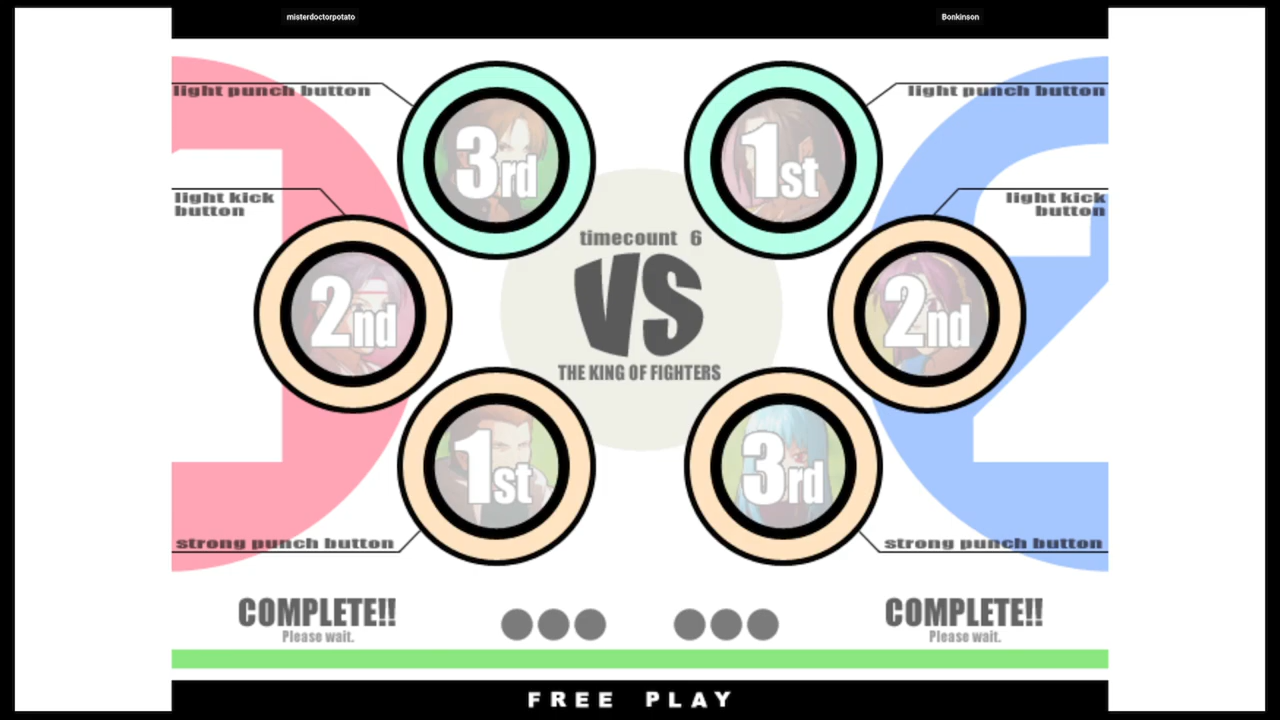 misterdoctorpotato
Bonkinson
light punch button
light punch button
3rd
1st
light kick
button
light kick
button
timecount 6
VS
THE KING OF FIGHTERS
2nd
2nd
1st
3rd
strong punch button
strong punch button
COMPLETE!!
Please wait.
COMPLETE!!
Please wait.
FREE PLAY
1
2